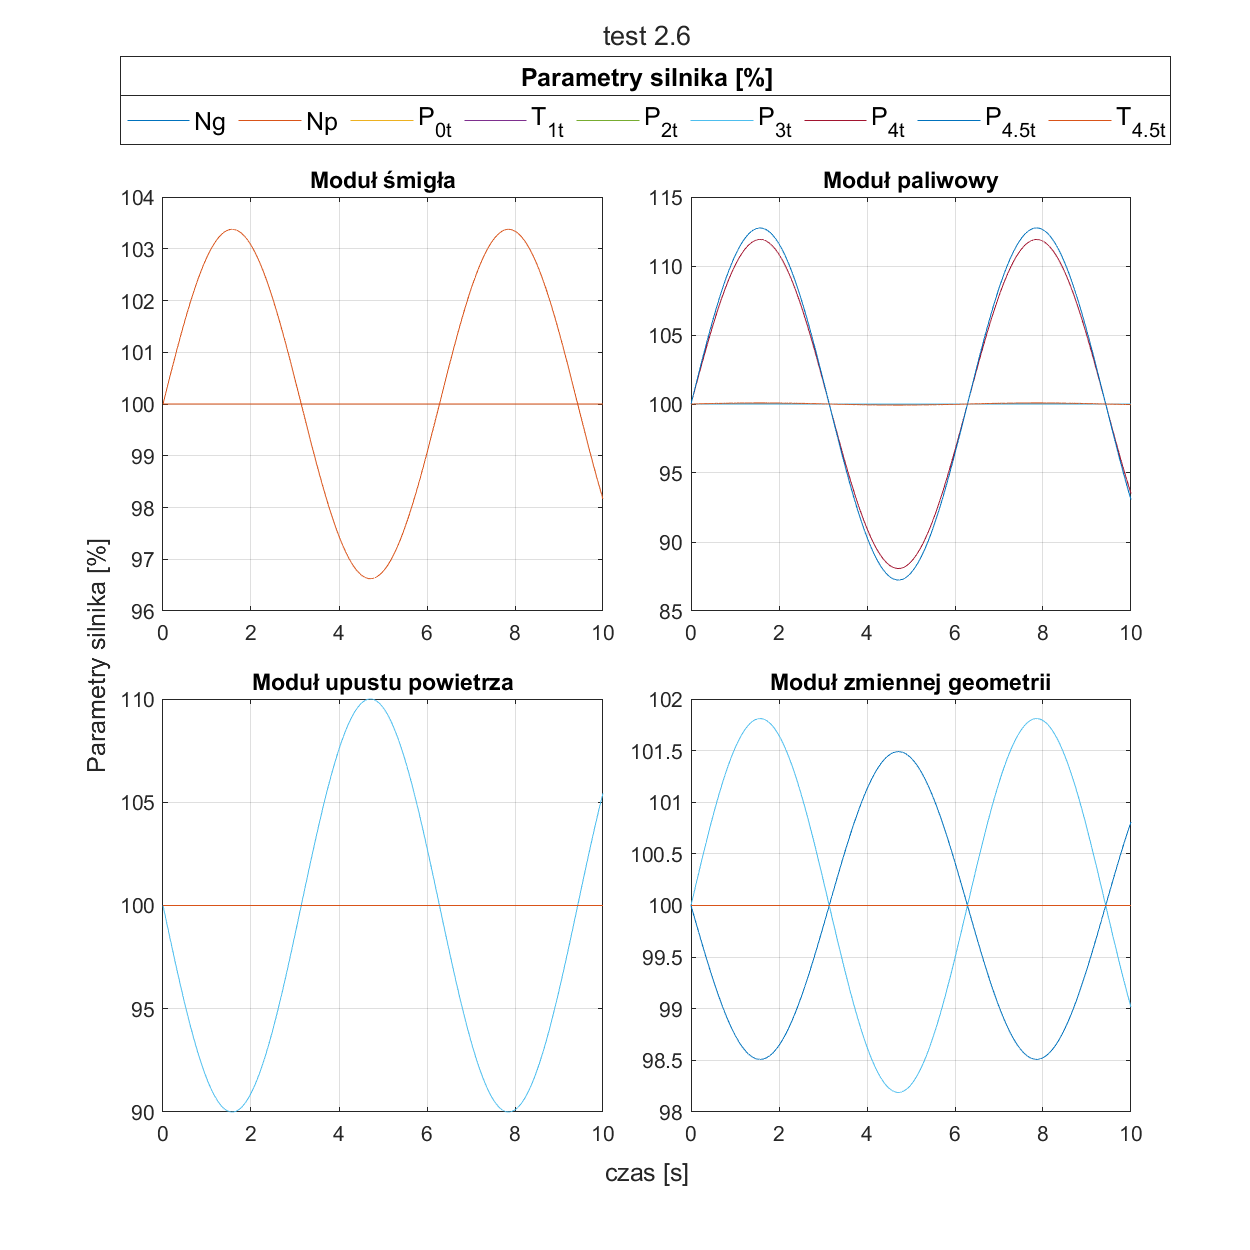 test 2.6
Parametry silnika [%]
Ng Np P0t T1t P2t P3t P4t P4.5t T4.5t
Moduł śmigła
104
103
102
101
100
99
98
97
96
0 2 4 6 8 10
Moduł paliwowy
115
110
105
100
95
90
85
0 2 4 6 8 10
Parametry silnika [%]
Moduł upustu powietrza
110
105
100
95
90
0 2 4 6 8 10
Moduł zmiennej geometrii
102
101.5
101
100.5
100
99.5
99
98.5
98
0 2 4 6 8 10
czas [s]